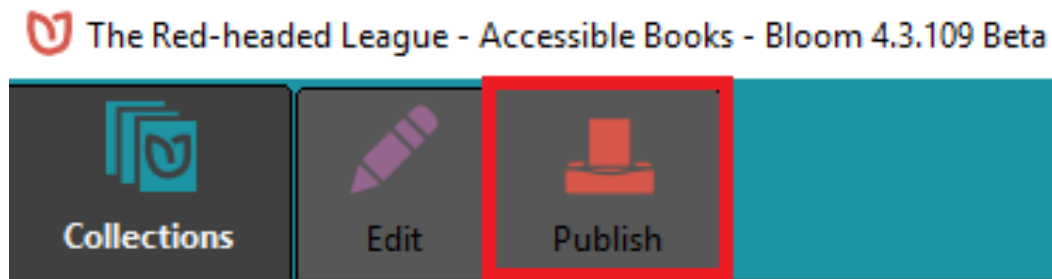 The Red-headed League - Accessible Books - Bloom 4.3.109 Beta
Collections Edit Publish